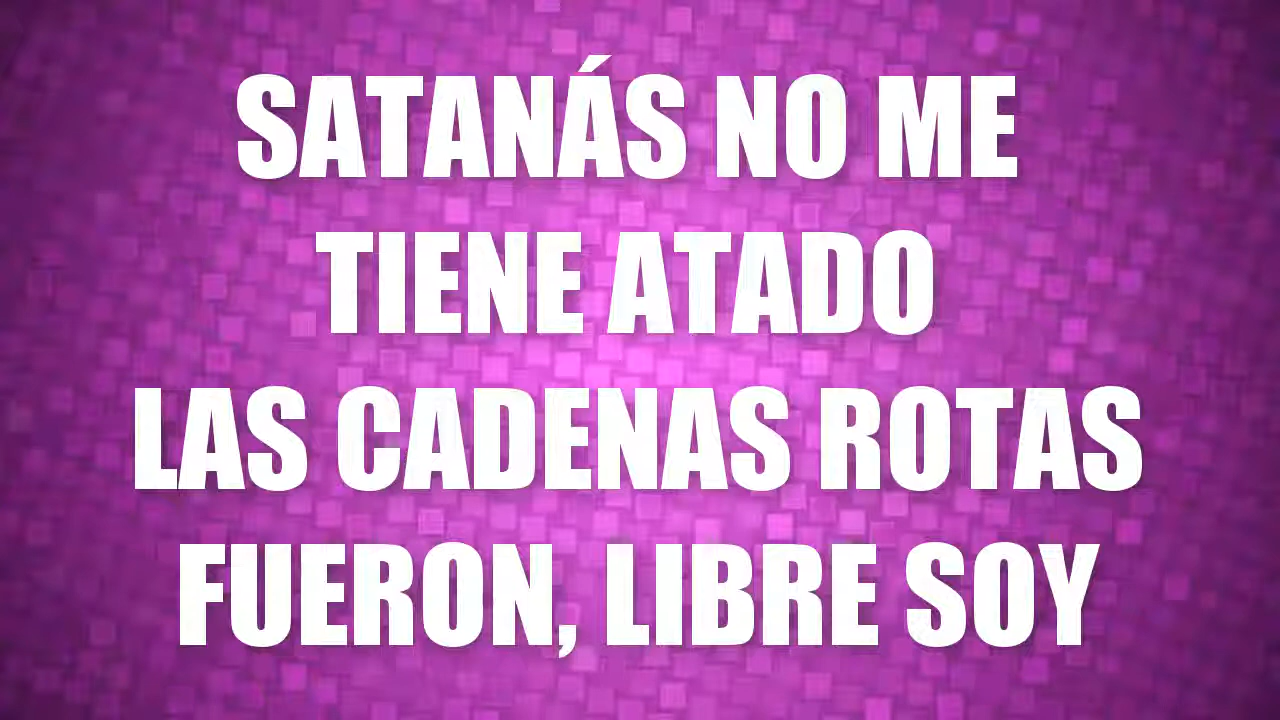 SATANÁS NO ME
TIENE ATADO
LAS CADENAS ROTAS
FUERON, LIBRE SOY